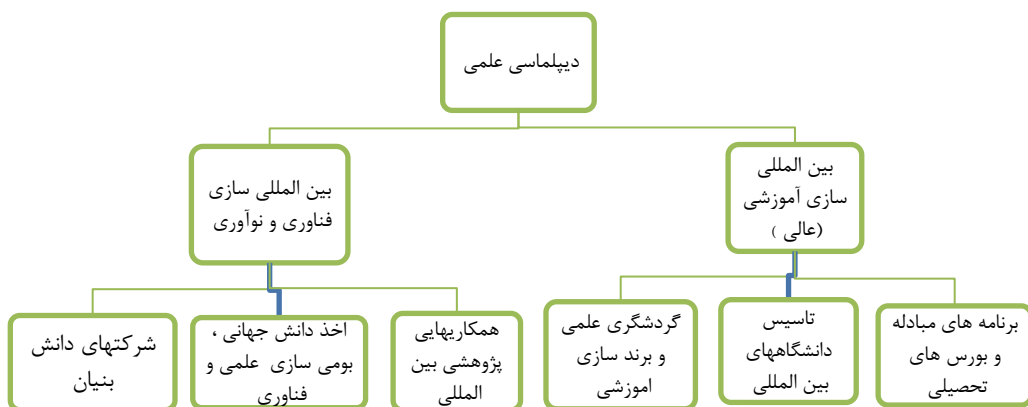 دیپلماسی علمی
بین المللی
سازی آموزشی
(عالی )
بین المللی سازی
فناوری و نوآوری
برنامه های مبادله
و بورس های
تحصیلی
تاسیس
دانشگاههای
بین المللی
گردشگری علمی
و برند سازی
اموزشی
همکاریهایی
پژوهشی بین
المللی
اخذ دانش جهانی ،
بومی سازی علمی و
فناوری
شرکتهای دانش
بنیان